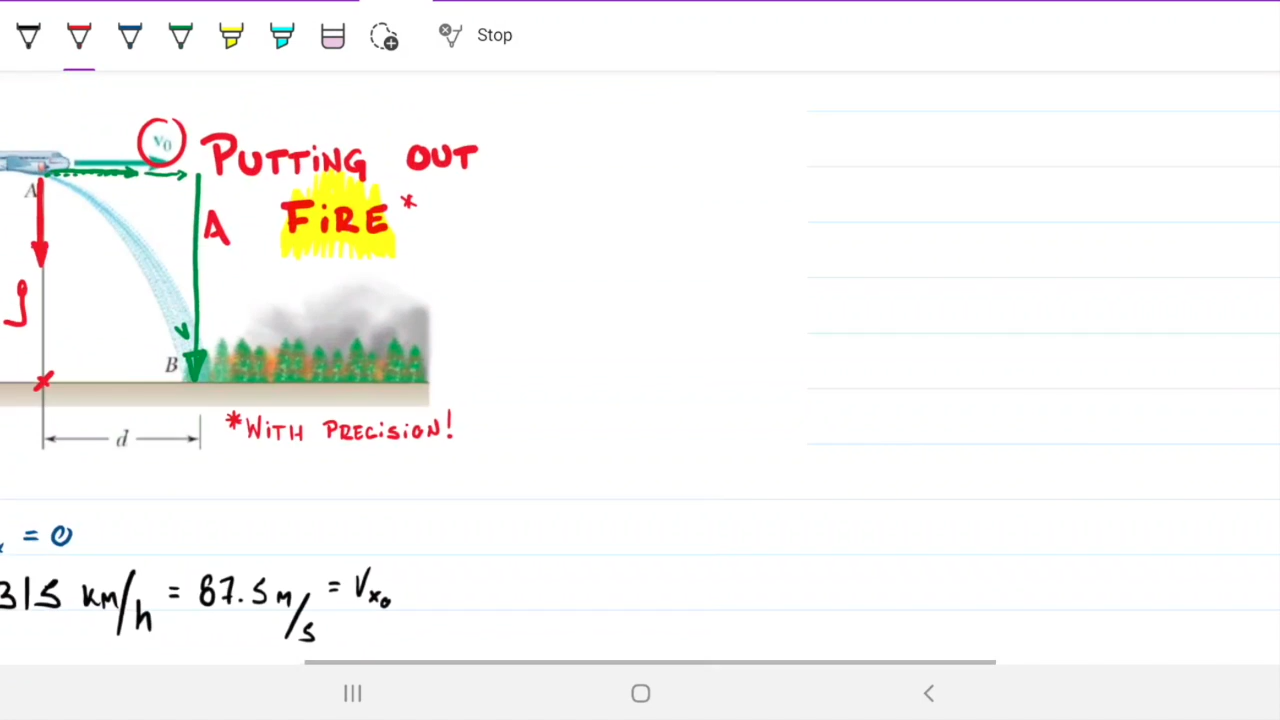 Stop
v₀
PUTTING OUT
A
FIRE *
A
B
d
*WITH PRECISION!
= 0
315 km/h = 87.5 m/s = Vx₀